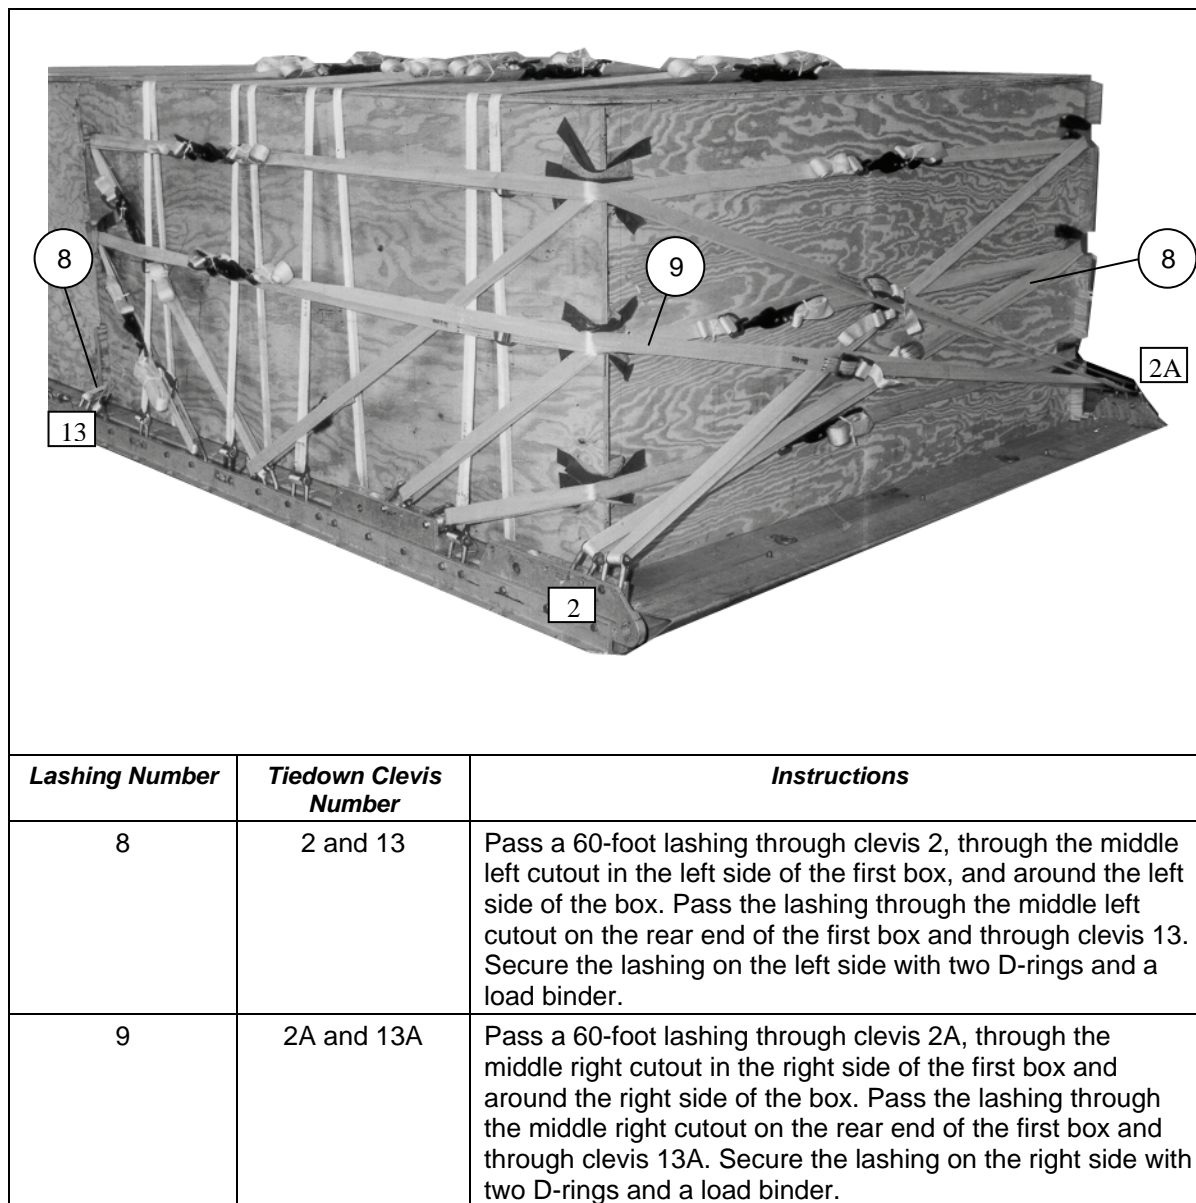 8
9
8
2A
13
2
Lashing Number
Tiedown Clevis
Number
Instructions
8
2 and 13
Pass a 60-foot lashing through clevis 2, through the middle
left cutout in the left side of the first box, and around the left
side of the box. Pass the lashing through the middle left
cutout on the rear end of the first box and through clevis 13.
Secure the lashing on the left side with two D-rings and a
load binder.
9
2A and 13A
Pass a 60-foot lashing through clevis 2A, through the
middle right cutout in the right side of the first box and
around the right side of the box. Pass the lashing through
the middle right cutout on the rear end of the first box and
through clevis 13A. Secure the lashing on the right side with
two D-rings and a load binder.